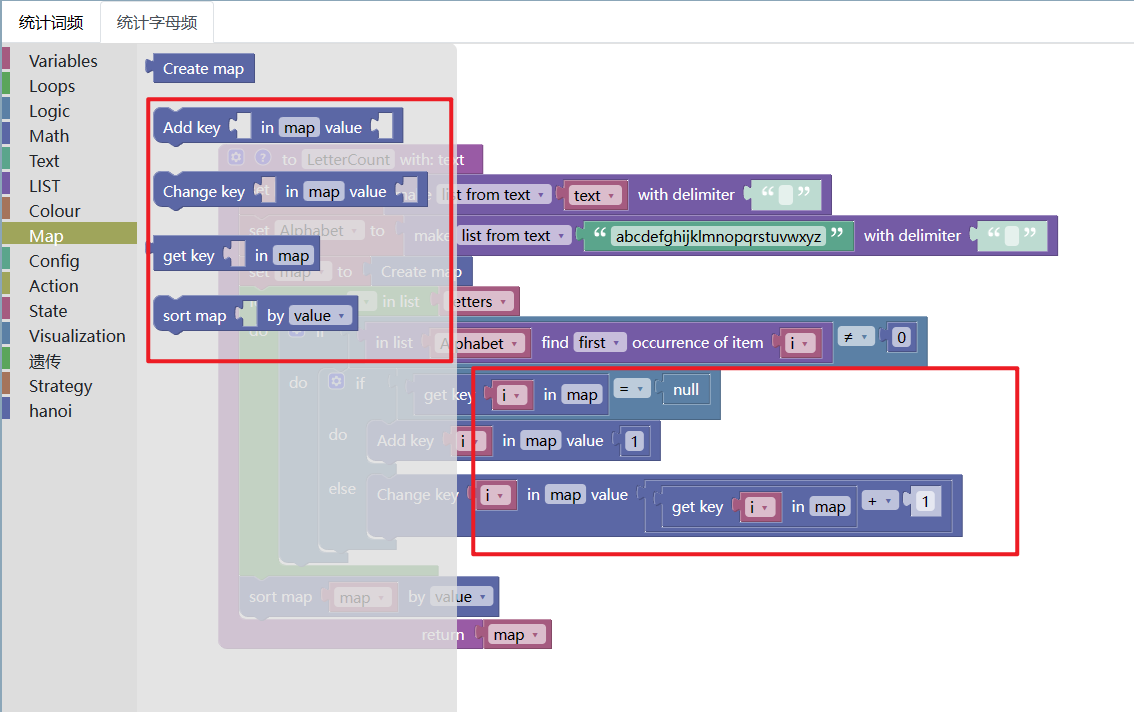 统计词频 统计字母频
Variables
Loops
Logic
Math
Text
LIST
Colour
Map
Config
Action
State
Visualization
遗传
Strategy
hanoi
Create map
Add key in map value
Change key in map value
get key in map
sort map by value
to LetterCount with: text
list from text text with delimiter “ ”
set Alphabet to make list from text “ abcdefghijklmnopqrstuvwxyz ” with delimiter “ ”
set map to Create map
in list letters
do if in list Alphabet find first occurrence of item i ≠ 0
do if get key i in map = null
do Add key i in map value 1
else Change key i in map value get key i in map + 1
sort map map by value
return map